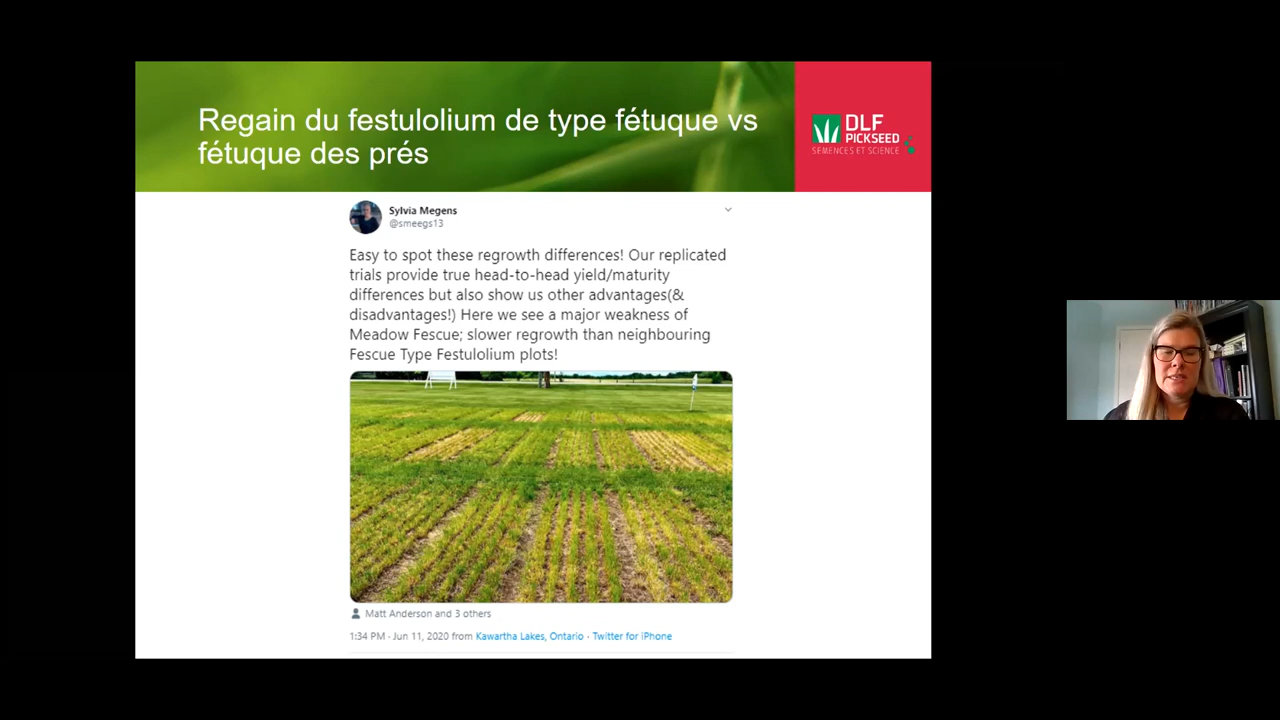 Regain du festulolium de type fétuque vs
fétuque des prés
DLF
PICKSEED
SEMENCES ET SCIENCE
Sylvia Megens
@smeegs13
Easy to spot these regrowth differences! Our replicated
trials provide true head-to-head yield/maturity
differences but also show us other advantages(&
disadvantages!) Here we see a major weakness of
Meadow Fescue; slower regrowth than neighbouring
Fescue Type Festulolium plots!
Matt Anderson and 3 others
1:34 PM · Jun 11, 2020 from Kawartha Lakes, Ontario · Twitter for iPhone